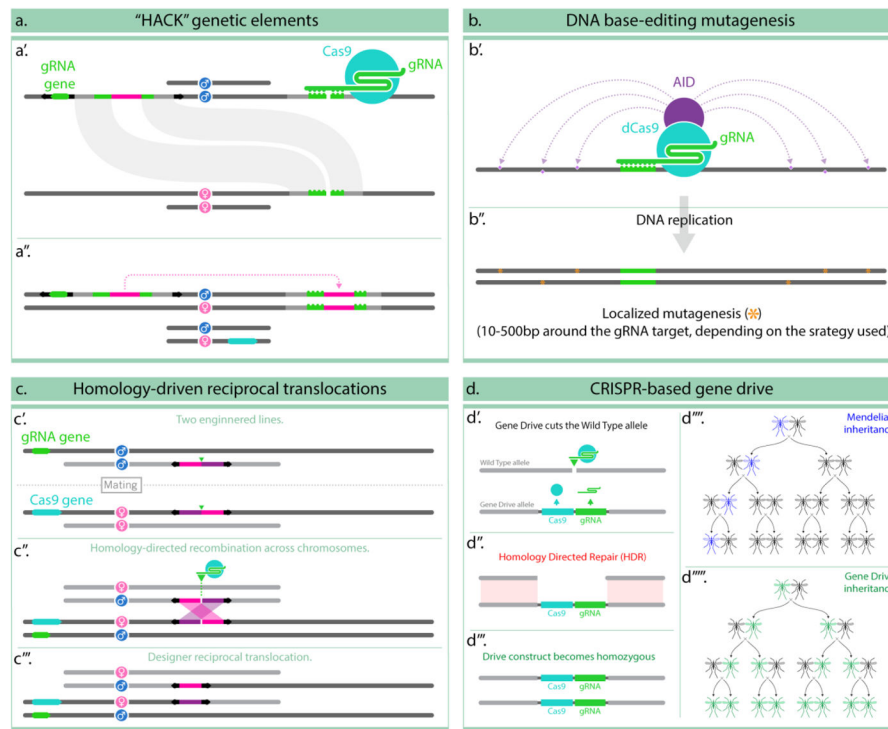 a. "HACK" genetic elements
a'.
gRNA
gene
Cas9
gRNA
a".
b. DNA base-editing mutagenesis
b'.
AID
dCas9
gRNA
b".
DNA replication
Localized mutagenesis (*)
(10-500bp around the gRNA target, depending on the srategy used)
c. Homology-driven reciprocal translocations
c'.
Two enginnered lines.
gRNA gene
Mating
Cas9 gene
c".
Homology-directed recombination across chromosomes.
c"'.
Designer reciprocal translocation.
d. CRISPR-based gene drive
d'.
Gene Drive cuts the Wild Type allele
Wild Type allele
Gene Drive allele
Cas9 gRNA
d".
Homology Directed Repair (HDR)
Cas9 gRNA
d"'.
Drive construct becomes homozygous
Cas9 gRNA
Cas9 gRNA
d"".
Mendelia
inheritanc
d""'.
Gene Driv
inheritanc